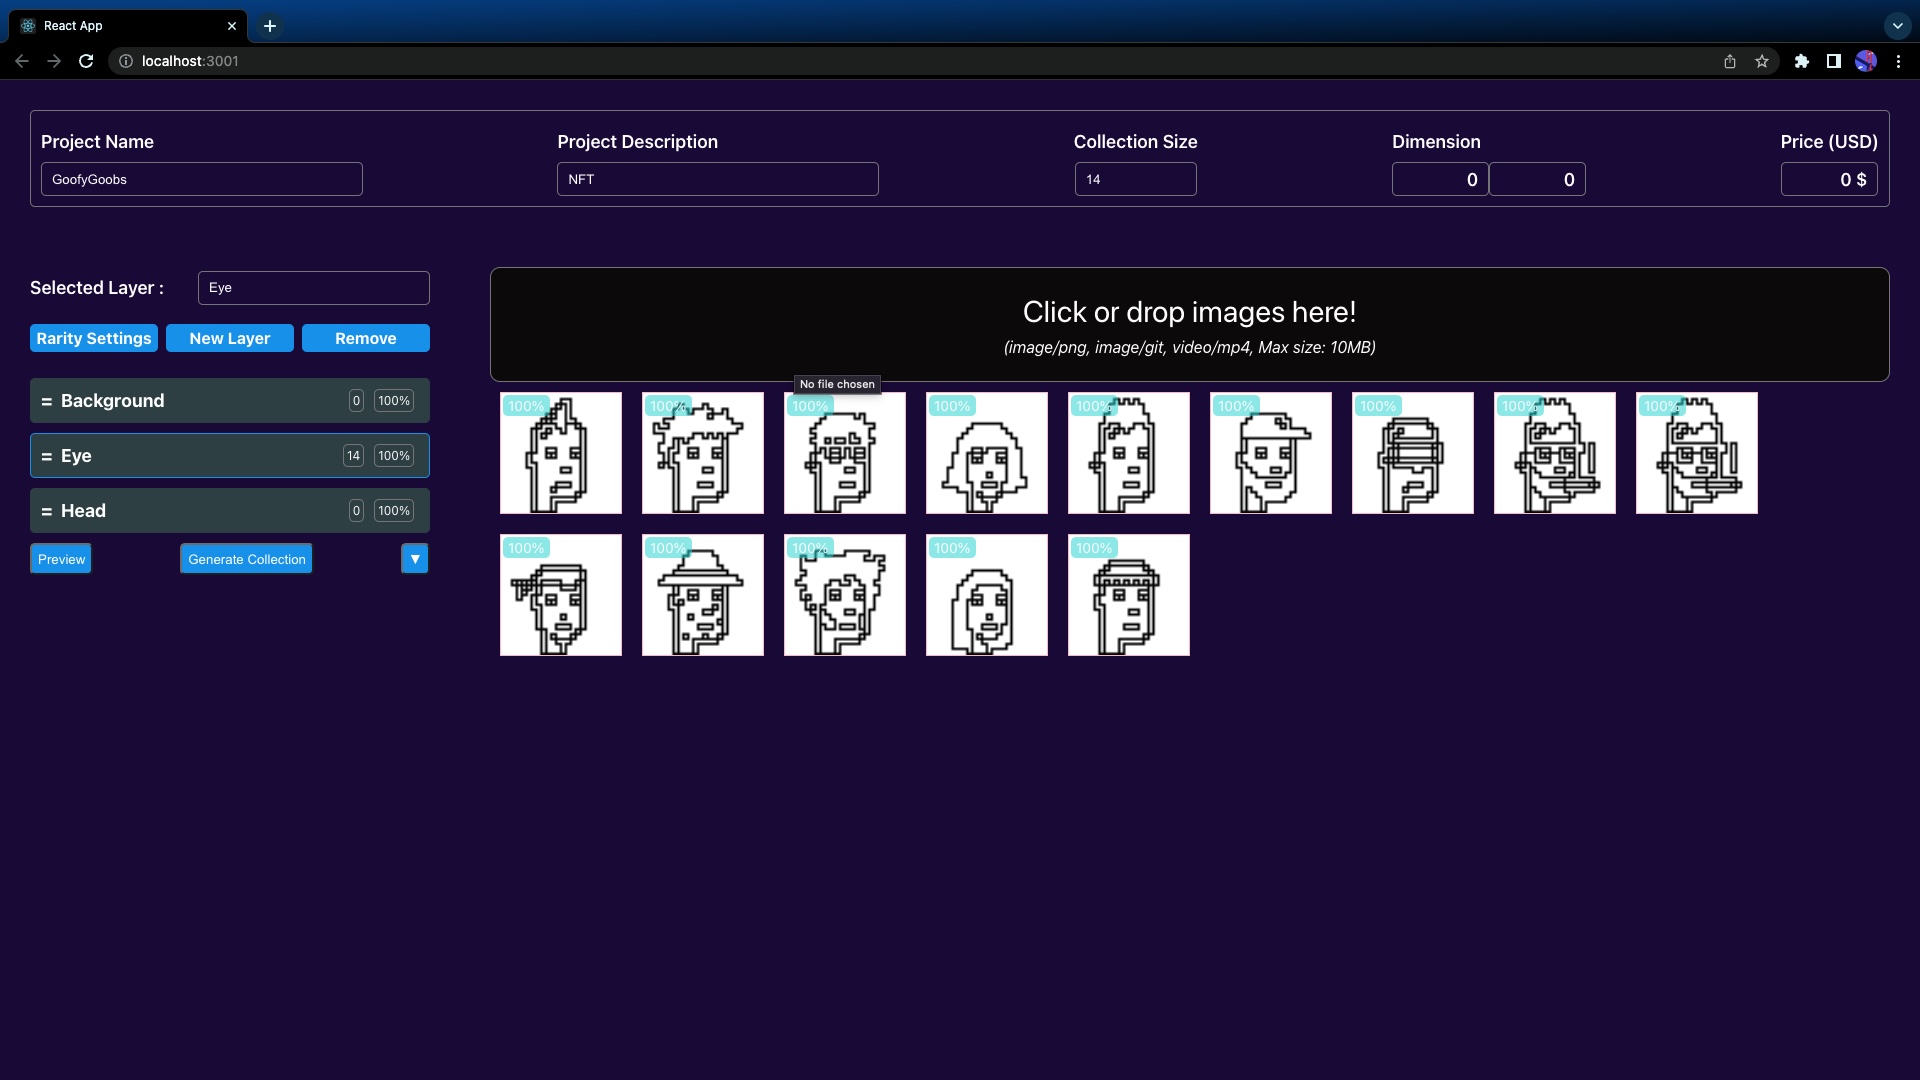 React App
localhost:3001
Project Name
Project Description
Collection Size
Dimension
Price (USD)
GoofyGoobs
NFT
14
0
0
0 $
Selected Layer :
Eye
Rarity Settings
New Layer
Remove
= Background
0
100%
= Eye
14
100%
= Head
0
100%
Preview
Generate Collection
▼
Click or drop images here!
(image/png, image/git, video/mp4, Max size: 10MB)
No file chosen
100% 100% 100% 100% 100% 100% 100% 100% 100%
100% 100% 100% 100% 100%